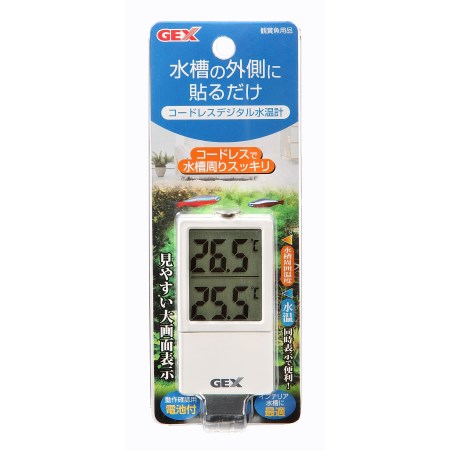 GEX
観賞魚用品
水槽の外側に
貼るだけ
コードレスデジタル水温計
コードレスで
水槽周りスッキリ
26.5℃
25.5℃
水槽周囲温度
水温
同時表示で便利!
見やすい大画面表示
GEX
動作確認用
電池付
インテリア
水槽に
最適